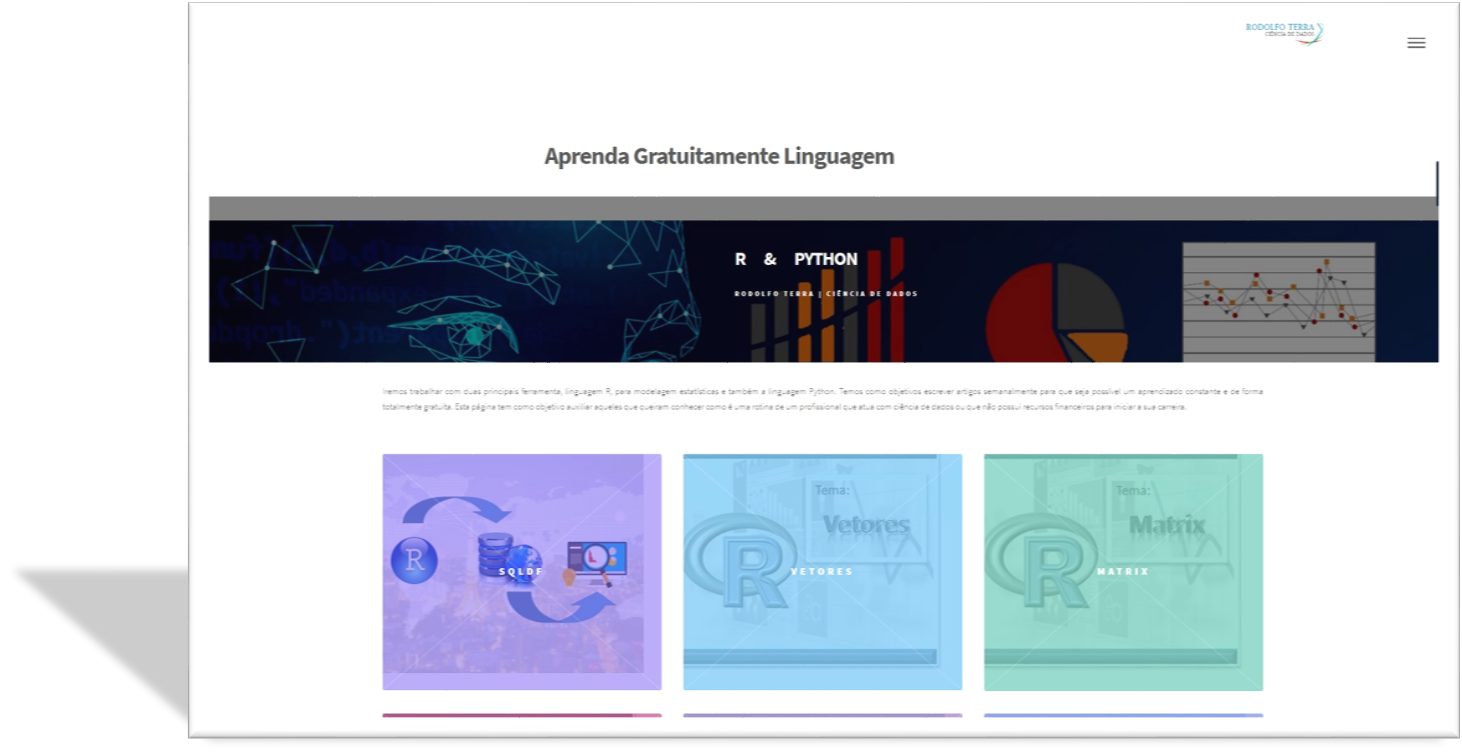 RODOLFO TERRA
CIÊNCIA DE DADOS
Aprenda Gratuitamente Linguagem
R & PYTHON
RODOLFO TERRA | CIÊNCIA DE DADOS
Iremos trabalhar com duas principais ferramenta, linguagem R, para modelagem estatísticas e também a linguagem Python. Temos como objetivos escrever artigos semanalmente para que seja possível um aprendizado constante e de forma
totalmente gratuita. Esta página tem como objetivo auxiliar aqueles que queiram conhecer como é uma rotina de um profissional que atua com ciência de dados ou que não possui recursos financeiros para iniciar a sua carreira.
R
SQLDF
Tema:
Vetores
R
VETORES
Tema:
Matrix
R
MATRIX